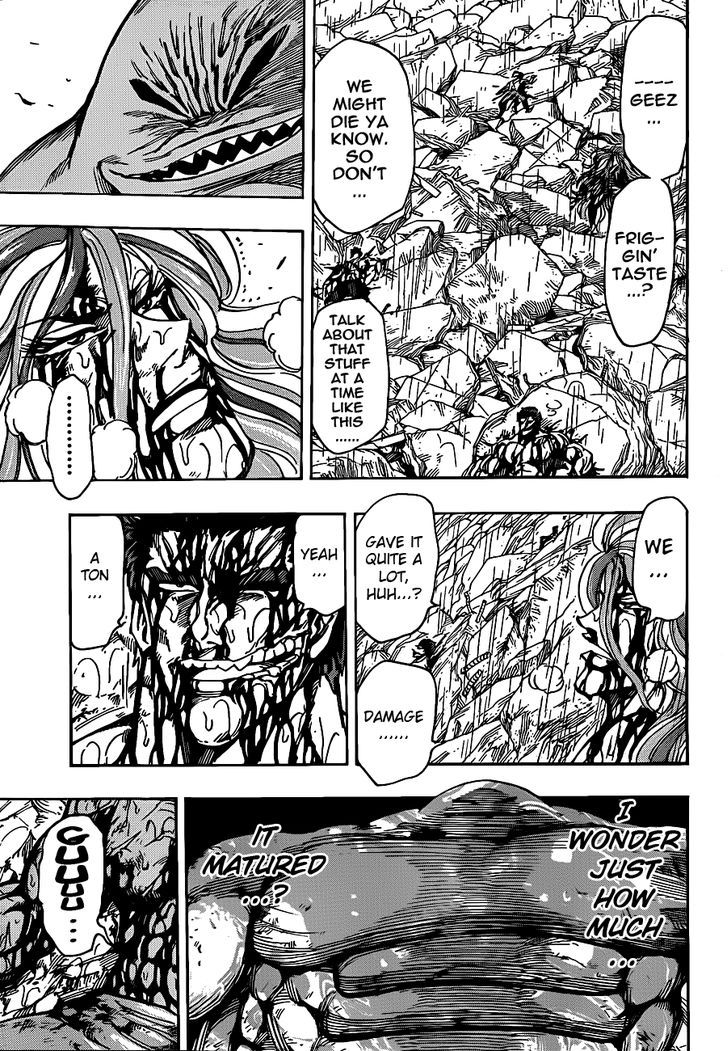 ____
GEEZ
...
FRIG-
GIN'
TASTE
...?
WE
MIGHT
DIE YA
KNOW.
SO
DON'T
...
TALK
ABOUT
THAT
STUFF
AT A
TIME
LIKE
THIS
......
.........
WE
...
GAVE IT
QUITE
A
LOT,
HUH...?
DAMAGE
......
YEAH
...
A
TON
...
I
WONDER
JUST
HOW
MUCH
...
IT
MATURED
...?
GUUUU...